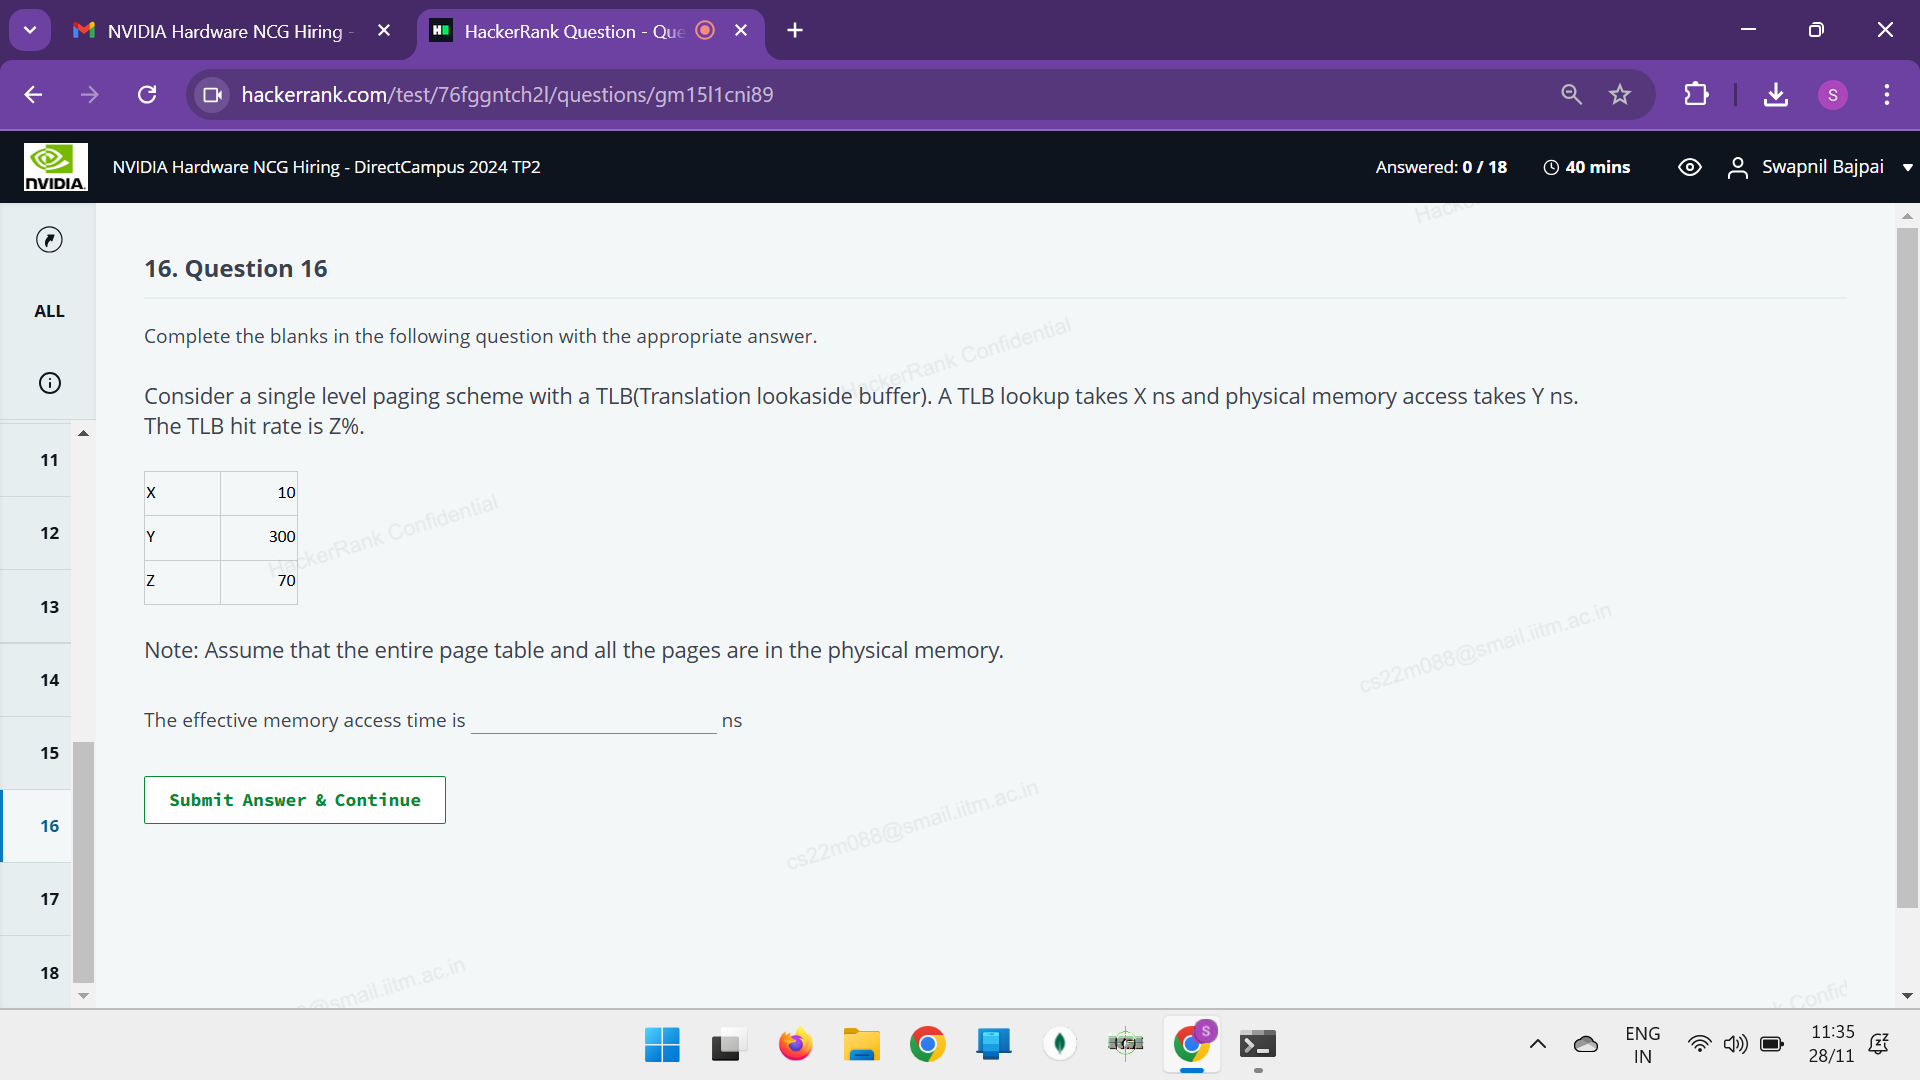 NVIDIA Hardware NCG Hiring -
HackerRank Question - Que
hackerrank.com/test/76fggntch2l/questions/gm15l1cni89
S
NVIDIA
NVIDIA Hardware NCG Hiring - DirectCampus 2024 TP2
Answered: 0 / 18
40 mins
Swapnil Bajpai
ALL
11
12
13
14
15
16
17
18
16. Question 16
Complete the blanks in the following question with the appropriate answer.
Consider a single level paging scheme with a TLB(Translation lookaside buffer). A TLB lookup takes X ns and physical memory access takes Y ns.
The TLB hit rate is Z%.
X 10
Y 300
Z 70
Note: Assume that the entire page table and all the pages are in the physical memory.
The effective memory access time is ns
Submit Answer & Continue
HackerRank Confidential
HackerRank Confidential
cs22m088@smail.iitm.ac.in
cs22m088@smail.iitm.ac.in
@smail.iitm.ac.in
S
ENG
IN
11:35
28/11